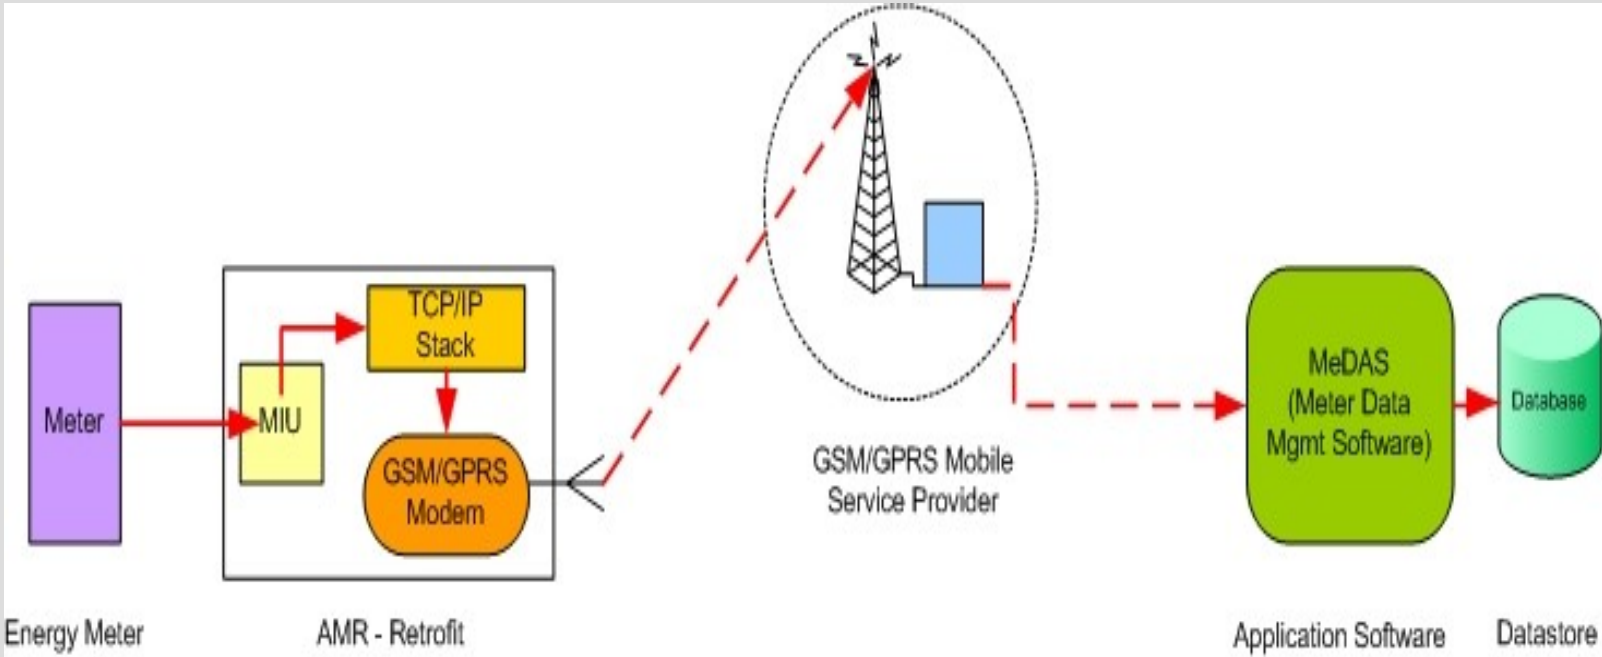 Meter
MIU
TCP/IP
Stack
GSM/GPRS
Modem
GSM/GPRS Mobile
Service Provider
MeDAS
(Meter Data
Mgmt Software)
Database
Energy Meter
AMR - Retrofit
Application Software
Datastore